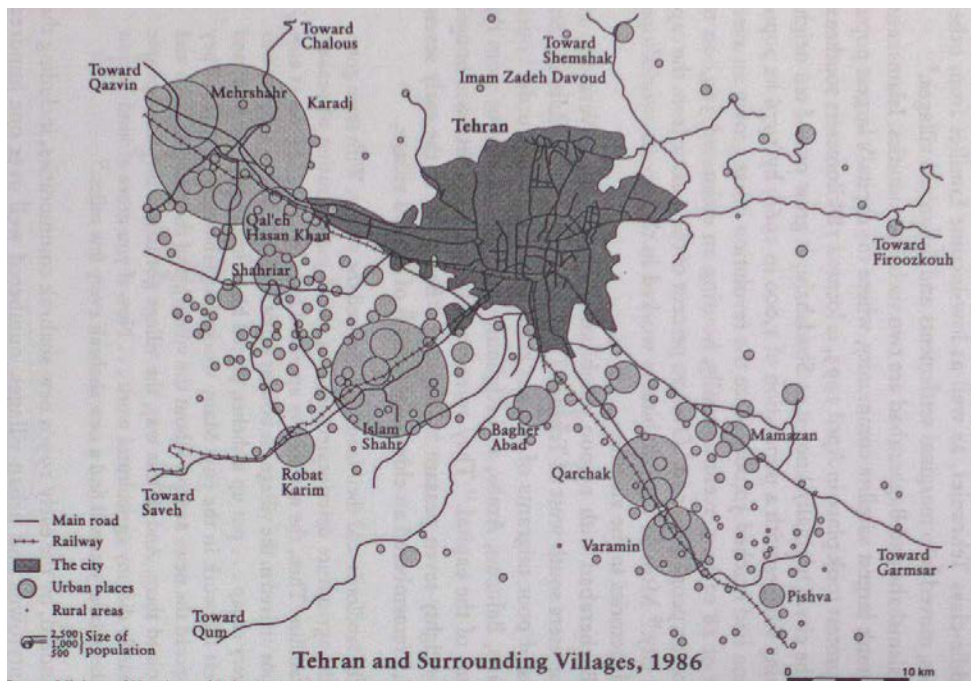 Toward
Chalous
Toward
Shemshak
Toward
Qazvin
Mehrshahr
Karadj
Imam Zadeh Davoud
Tehran
Qal'eh
Hasan Khan
Toward
Firoozkouh
Shahriar
Islam
Shahr
Bagher
Abad
Mamazan
Robat
Karim
Qarchak
Toward
Saveh
Varamin
Toward
Garmsar
Pishva
Toward
Qum
Main road
Railway
The city
Urban places
Rural areas
2,500
1,000
500
Size of
population
Tehran and Surrounding Villages, 1986
0
10 km